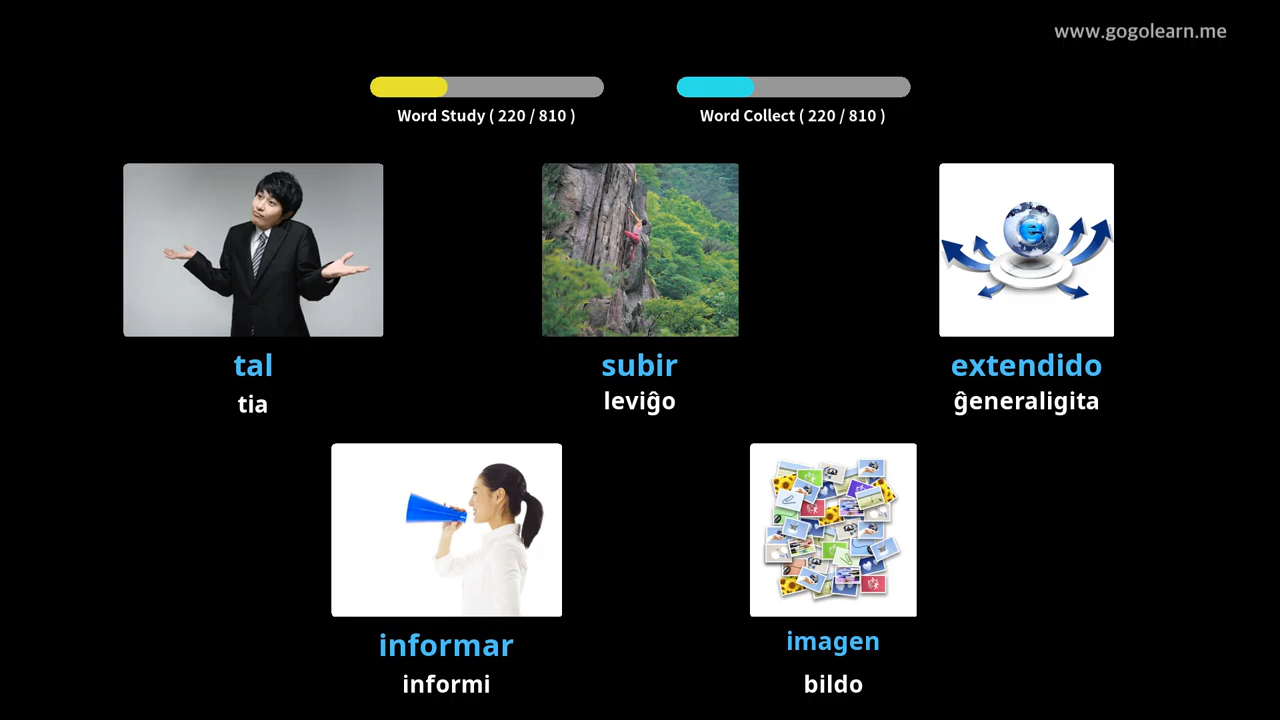 www.gogolearn.me
Word Study ( 220 / 810 )
Word Collect ( 220 / 810 )
tal
tia
subir
leviĝo
extendido
ĝeneraligita
informar
informi
imagen
bildo